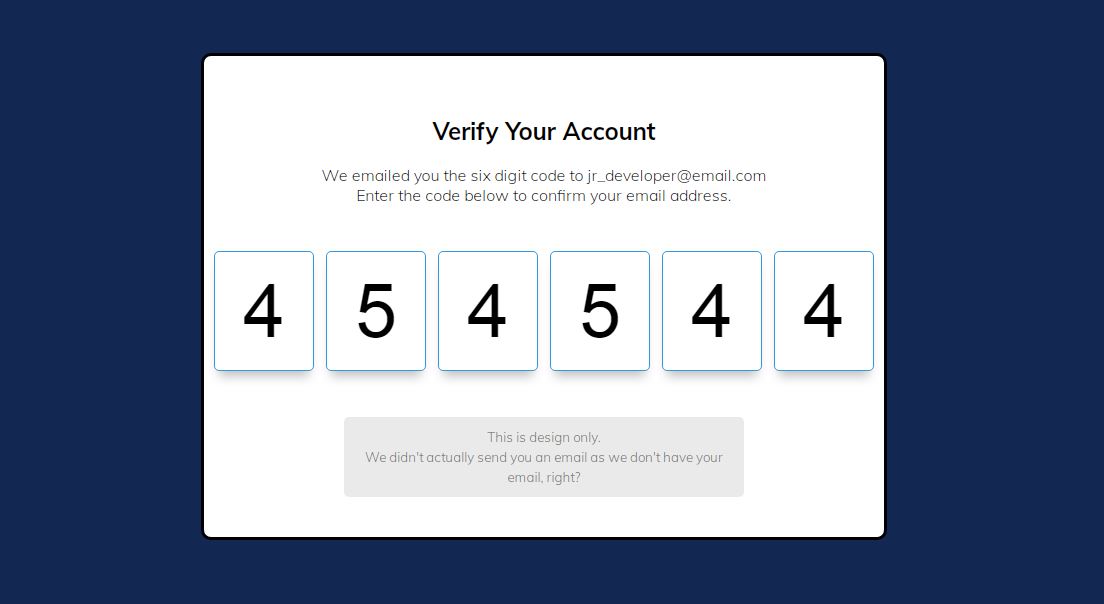 Verify Your Account
We emailed you the six digit code to jr_developer@email.com
Enter the code below to confirm your email address.
4 5 4 5 4 4
This is design only.
We didn't actually send you an email as we don't have your
email, right?